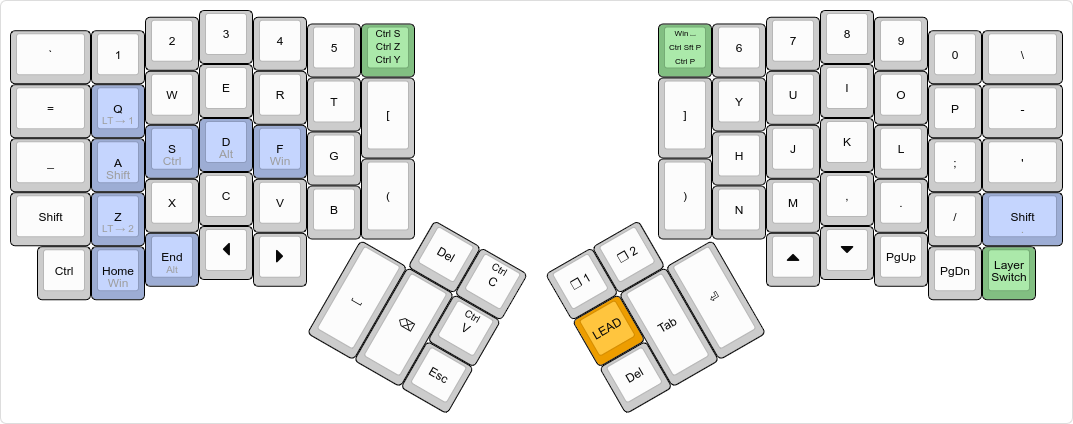 ` 1 2 3 4 5 Ctrl S
Ctrl Z
Ctrl Y
Win ...
Ctrl Sft P
Ctrl P
6 7 8 9 0 \
= Q W E R T [
LT → 1
] Y U I O P -
_ A S D F G
Shift Ctrl Alt Win
H J K L ; '
Shift Z X C V B (
LT → 2
) N M , . / Shift
.
Ctrl Home End
Win Alt
PgUp PgDn Layer
Switch
Del Ctrl
C
Ctrl
V
Esc
❐ 1 ❐ 2
LEAD Tab ⏎
Del